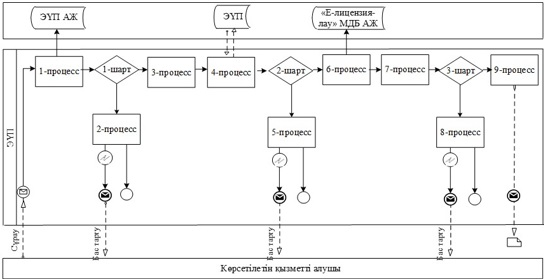 ЭҮП АЖ
ЭҮП
«Е-лицензия-
лау» МДБ АЖ
1-процесс
1-шарт
3-процесс
4-процесс
2-шарт
6-процесс
7-процесс
3-шарт
9-процесс
ЭҮП
2-процесс
5-процесс
8-процесс
Сұрау
Бас тарту
Бас тарту
Бас тарту
Көрсетілетін қызметті алушы